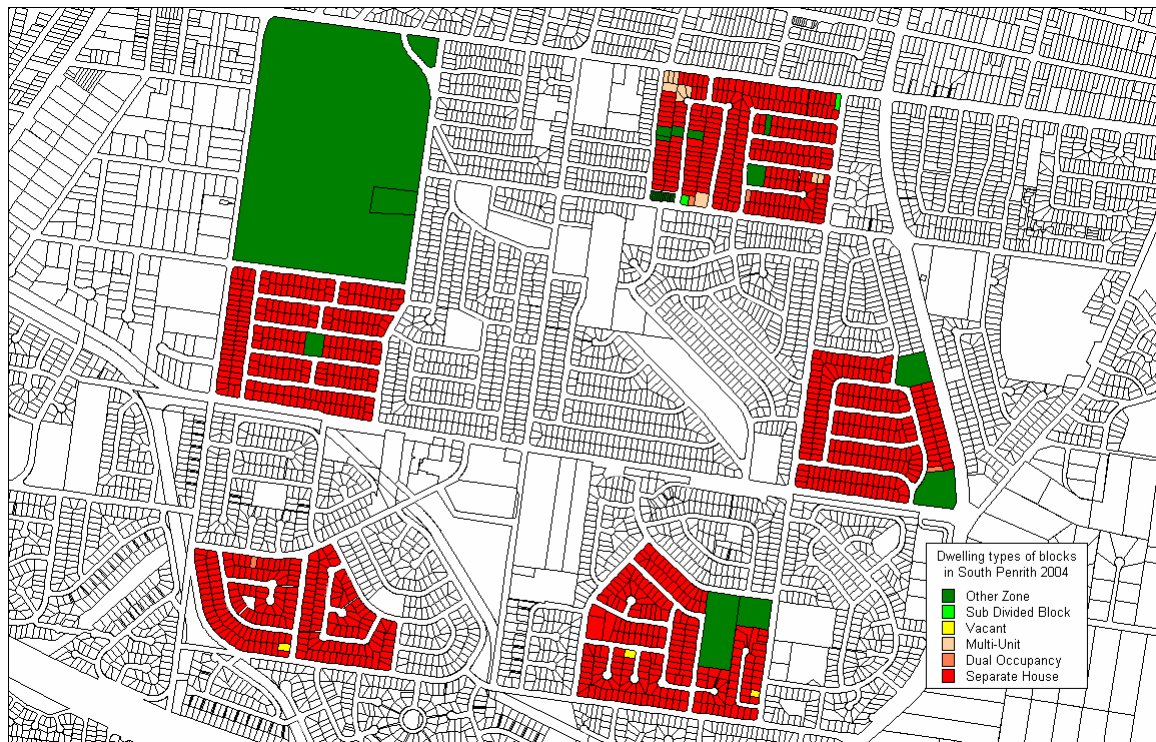 Dwelling types of blocks
in South Penrith 2004
Other Zone
Sub Divided Block
Vacant
Multi-Unit
Dual Occupancy
Separate House